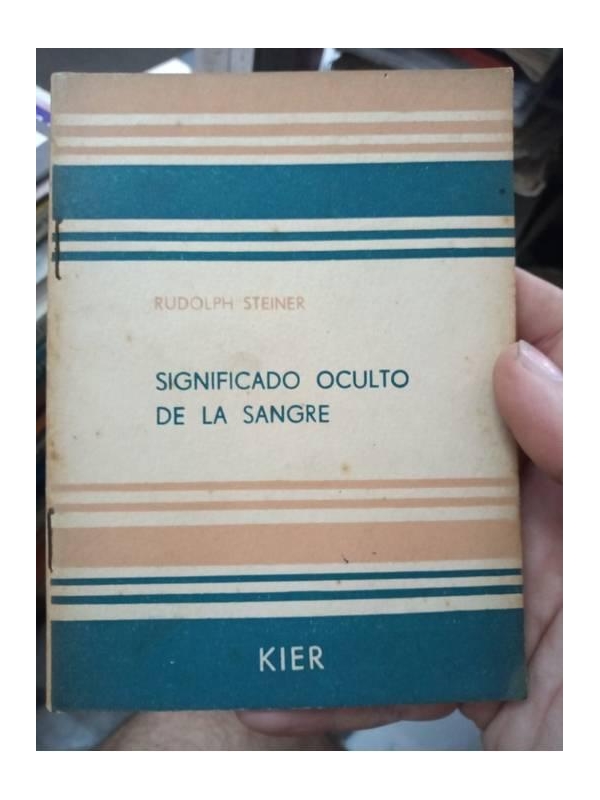 RUDOLPH STEINER
SIGNIFICADO OCULTO
DE LA SANGRE
KIER